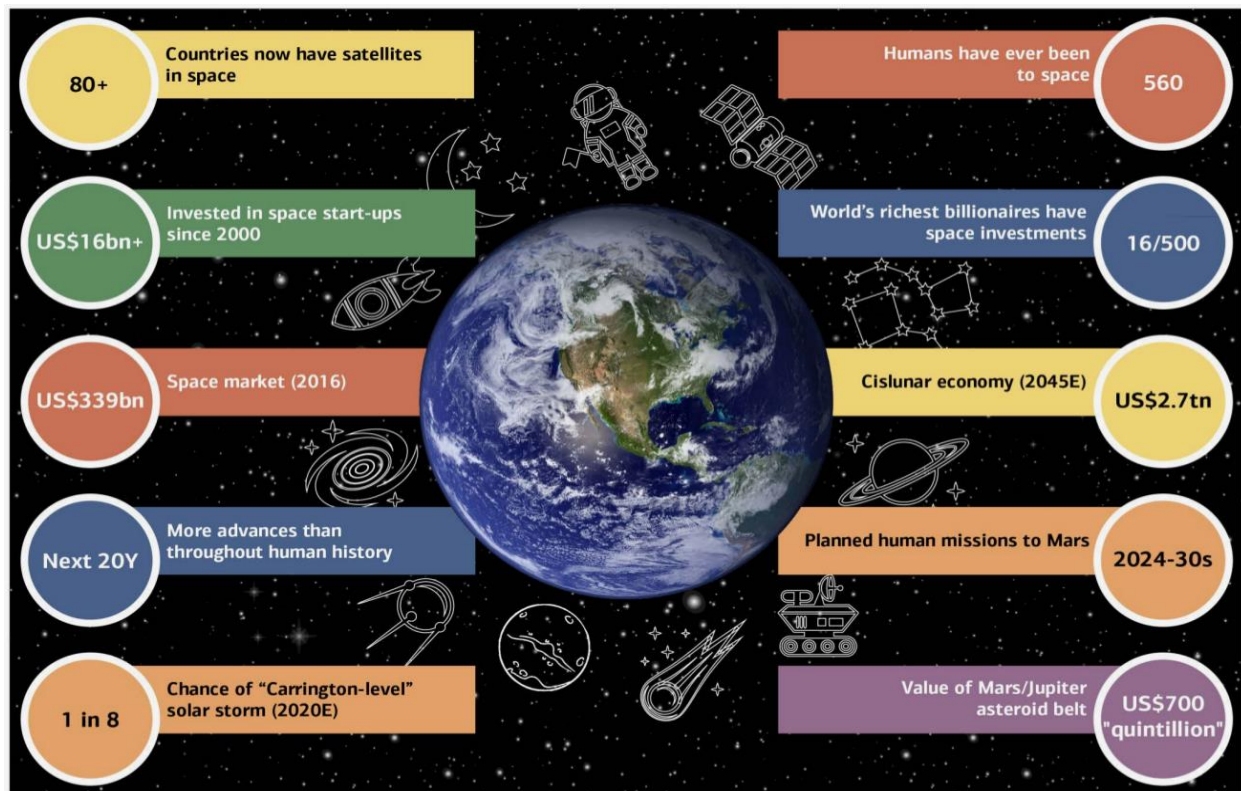 80+
Countries now have satellites
in space
Humans have ever been
to space
560
US$16bn+
Invested in space start-ups
since 2000
World's richest billionaires have
space investments
16/500
US$339bn
Space market (2016)
Cislunar economy (2045E)
US$2.7tn
Next 20Y
More advances than
throughout human history
Planned human missions to Mars
2024-30s
1 in 8
Chance of “Carrington-level”
solar storm (2020E)
Value of Mars/Jupiter
asteroid belt
US$700
"quintillion"